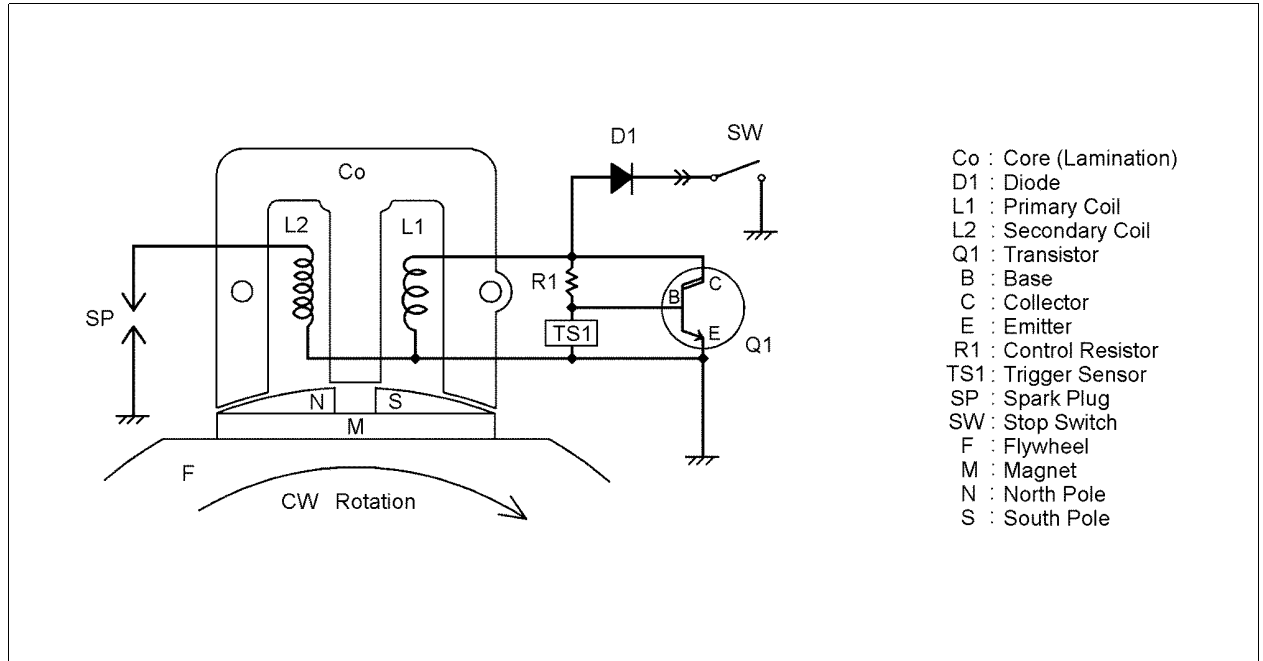 D1
SW
Co
L2
L1
R1
B
C
E
TS1
Q1
SP
N
S
M
F
CW Rotation
Co : Core (Lamination)
D1 : Diode
L1 : Primary Coil
L2 : Secondary Coil
Q1 : Transistor
B : Base
C : Collector
E : Emitter
R1 : Control Resistor
TS1 : Trigger Sensor
SP : Spark Plug
SW : Stop Switch
F : Flywheel
M : Magnet
N : North Pole
S : South Pole